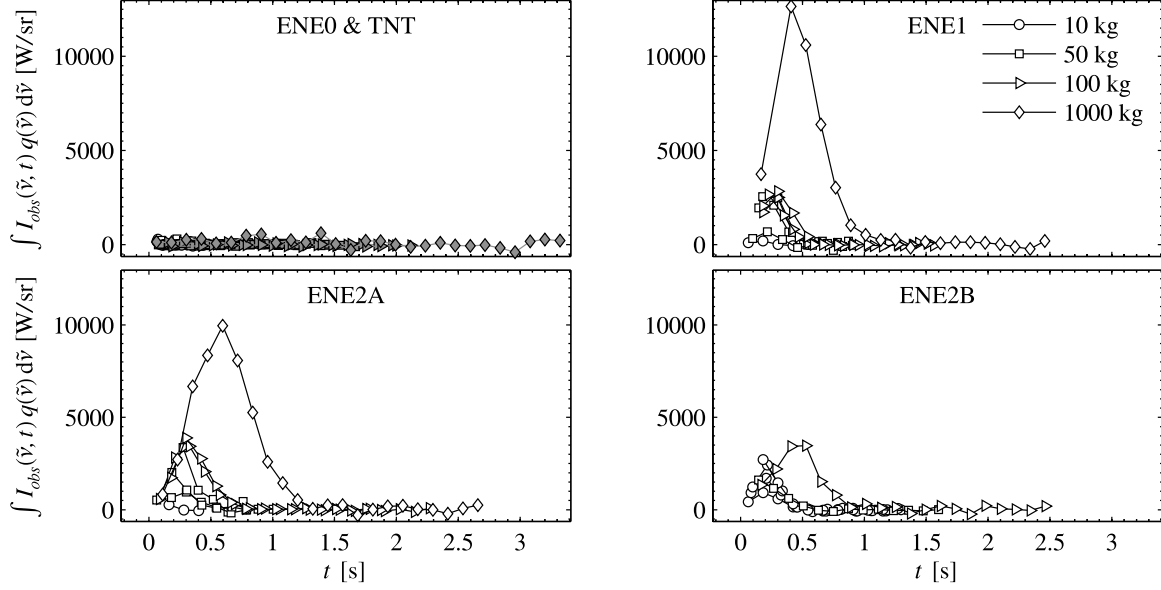 ENE0 & TNT
10000
5000
0
∫ I_obs(ṽ, t) q(ṽ) dṽ [W/sr]
ENE1
10 kg
50 kg
100 kg
1000 kg
10000
5000
0
ENE2A
10000
5000
0
∫ I_obs(ṽ, t) q(ṽ) dṽ [W/sr]
0 0.5 1 1.5 2 2.5 3
t [s]
ENE2B
10000
5000
0
0 0.5 1 1.5 2 2.5 3
t [s]